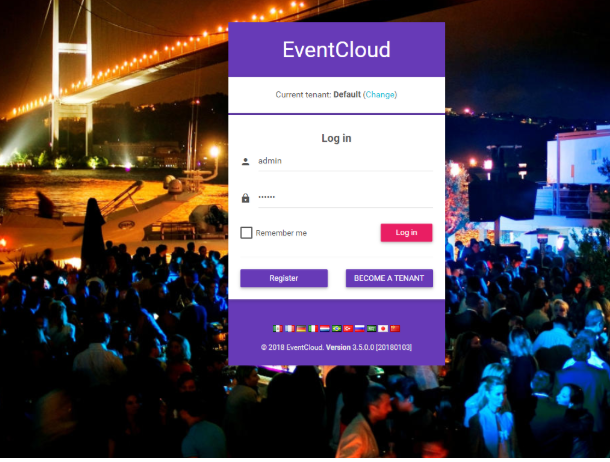 EventCloud
Current tenant: Default (Change)
Log in
admin
••••••
Remember me
Log in
Register
BECOME A TENANT
© 2018 EventCloud. Version 3.5.0.0 [20180103]